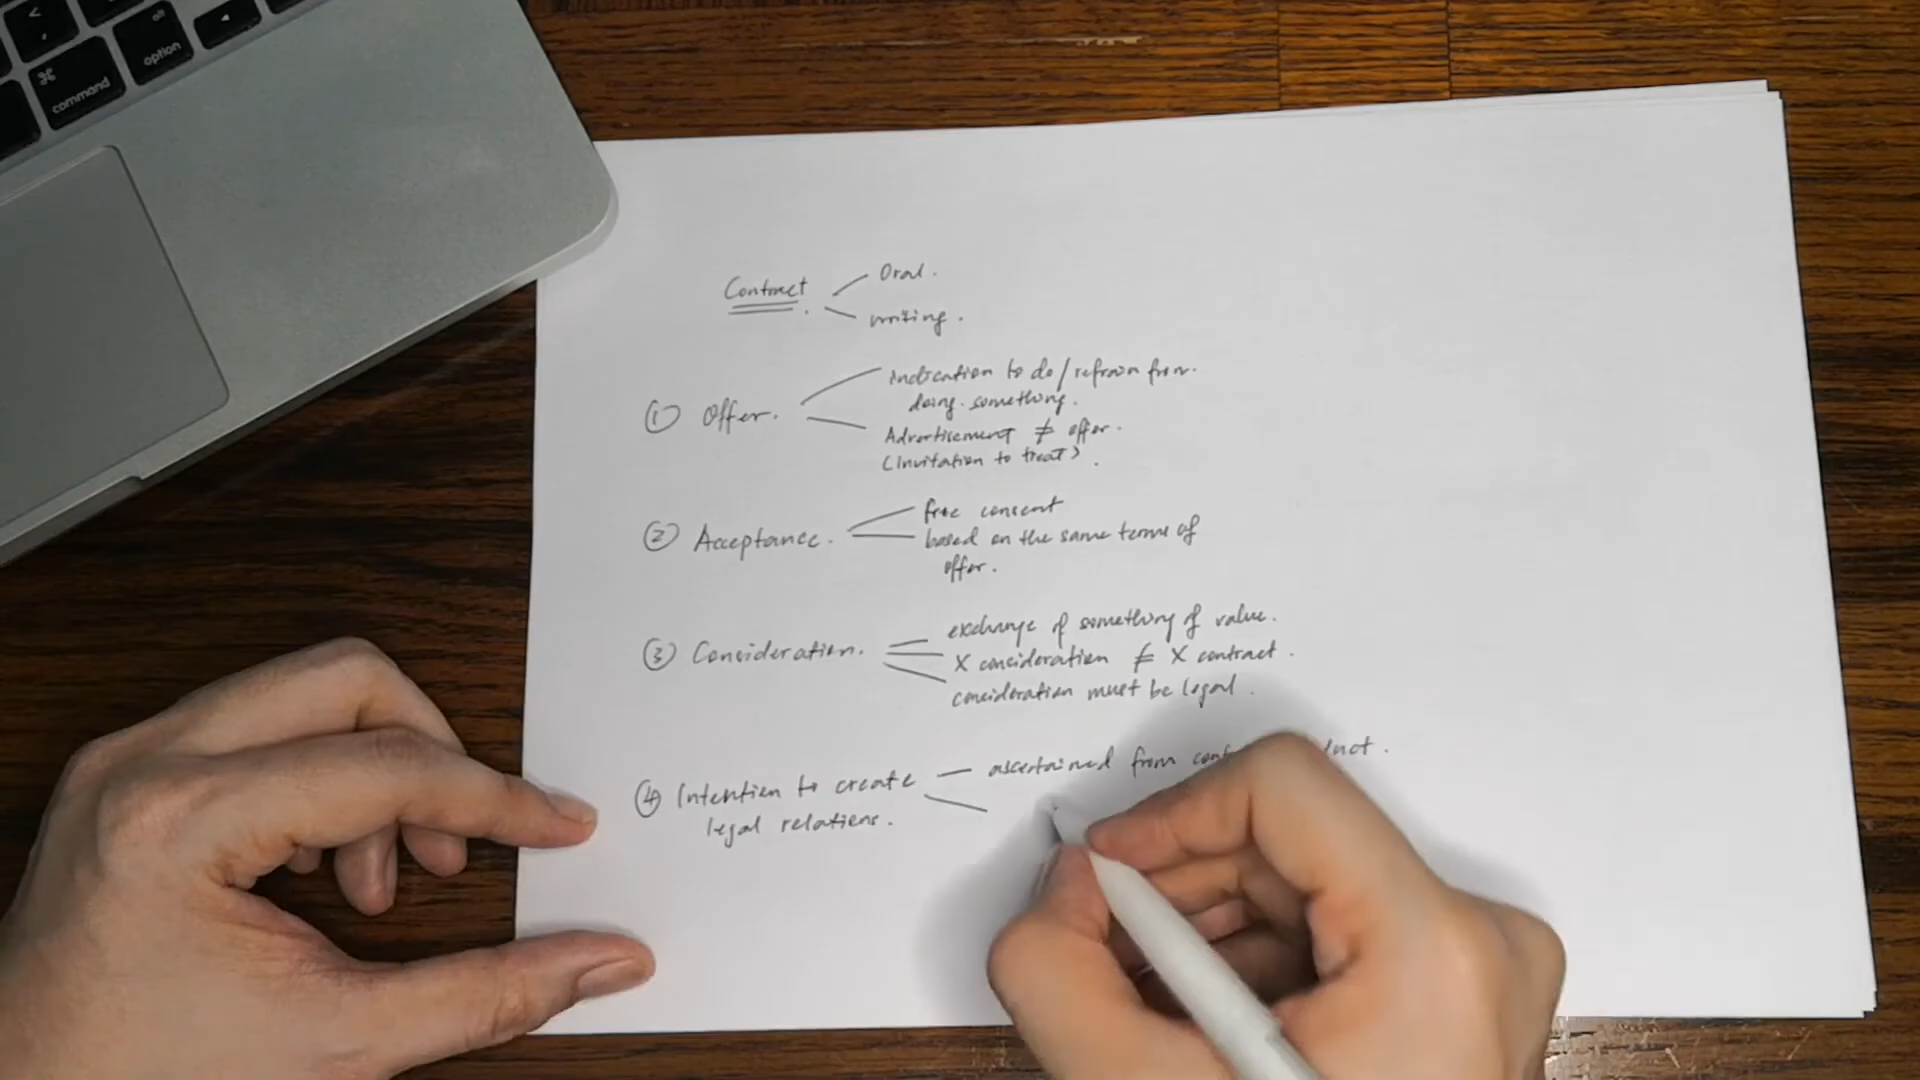 ⌘
command
option
Contract.
Oral.
writing.
① Offer.
indication to do / refrain from.
doing something.
Advertisement ≠ offer.
(invitation to treat).
② Acceptance.
free consent
based on the same terms of
offer.
③ Consideration.
exchange of something of value.
X consideration ≠ X contract.
consideration must be legal.
④ Intention to create
legal relations.
ascertained from